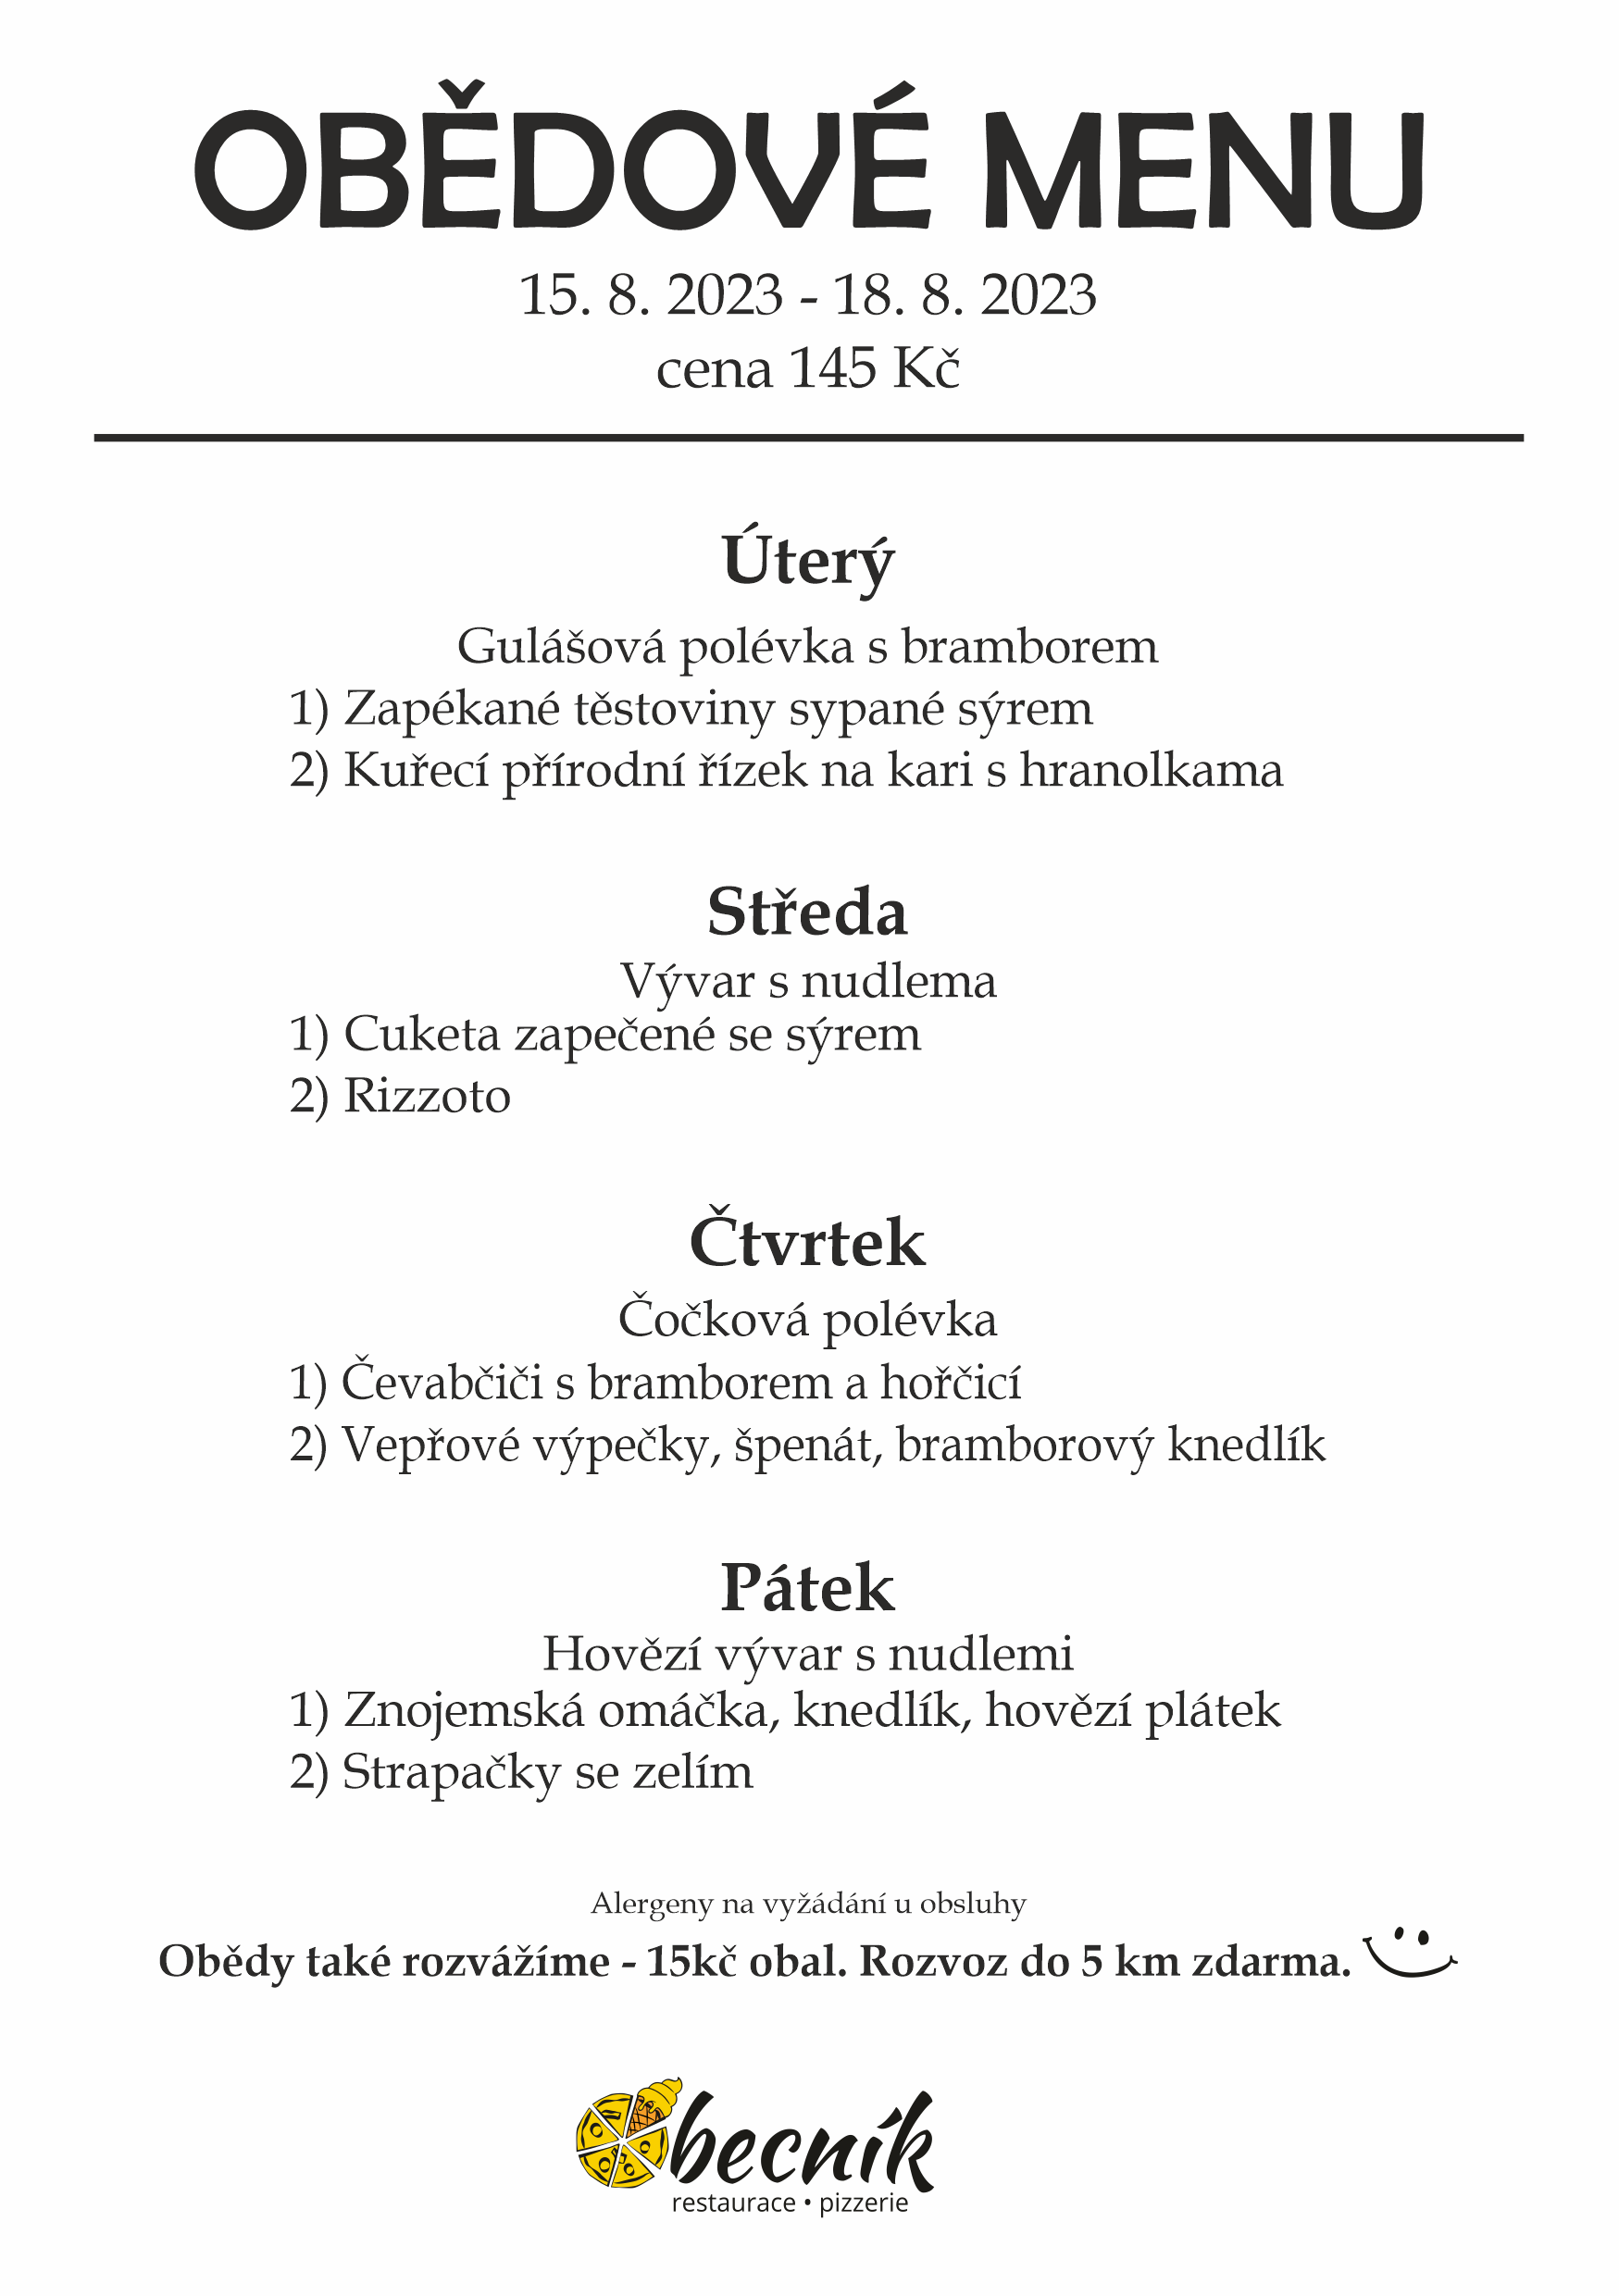 OBĚDOVÉ MENU
15. 8. 2023 - 18. 8. 2023
cena 145 Kč
Úterý
Gulášová polévka s bramborem
1) Zapékané těstoviny sypané sýrem
2) Kuřecí přírodní řízek na kari s hranolkama
Středa
Vývar s nudlema
1) Cuketa zapečené se sýrem
2) Rizzoto
Čtvrtek
Čočková polévka
1) Čevabčiči s bramborem a hořčicí
2) Vepřové výpečky, špenát, bramborový knedlík
Pátek
Hovězí vývar s nudlemi
1) Znojemská omáčka, knedlík, hovězí plátek
2) Strapačky se zelím
Alergeny na vyžádání u obsluhy
Obědy také rozvážíme - 15kč obal. Rozvoz do 5 km zdarma.
becník
restaurace • pizzerie